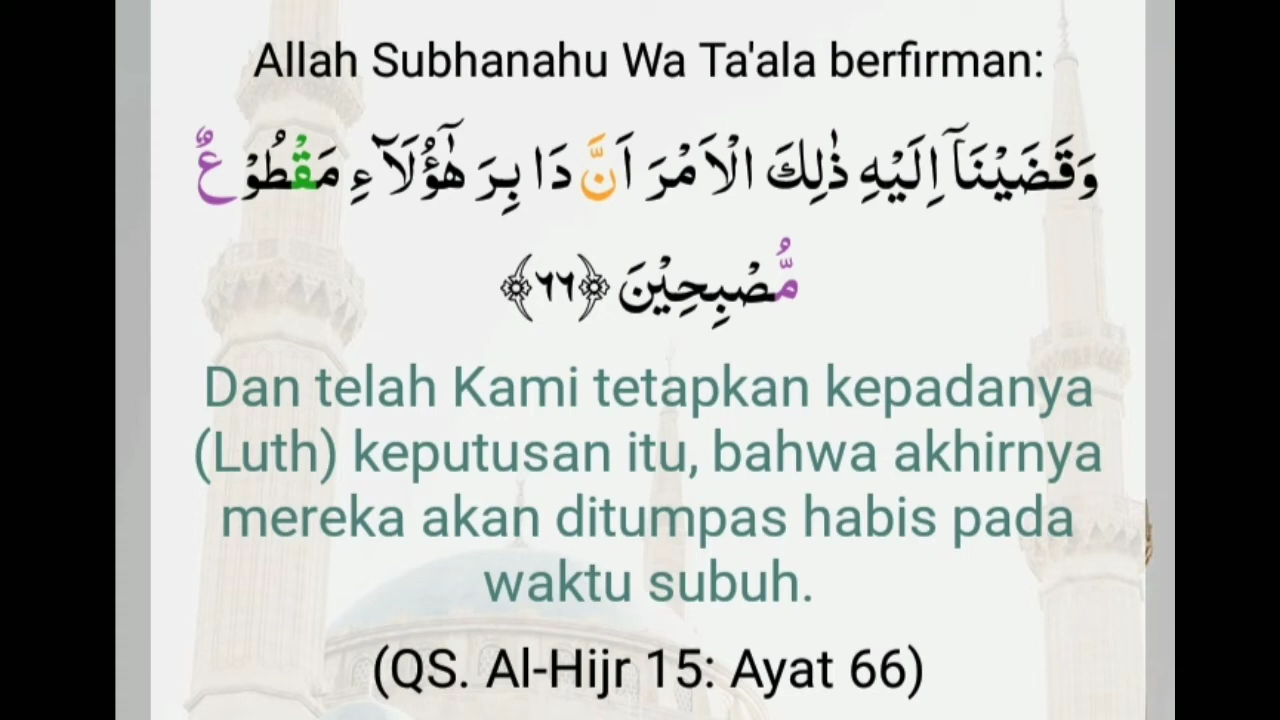 Allah Subhanahu Wa Ta'ala berfirman:
وَقَضَيْنَاۤ اِلَيْهِ ذٰلِكَ الْاَمْرَ اَنَّ دَا بِرَ هٰۤؤُلَاۤ ءِ مَقْطُوْعٌ
مُّصْبِحِيْنَ ﴿٦٦﴾
Dan telah Kami tetapkan kepadanya
(Luth) keputusan itu, bahwa akhirnya
mereka akan ditumpas habis pada
waktu subuh.
(QS. Al-Hijr 15: Ayat 66)